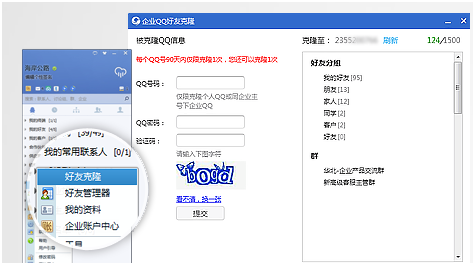 企业QQ好友克隆
被克隆QQ信息
克隆至：
刷新
124/1500
每个QQ号90天内仅限克隆1次，您还可以克隆1次
QQ号码：
仅限克隆个人QQ或同企业主
号下企业QQ
QQ密码：
验证码：
请输入下图字符
看不清，换一张
提交
好友分组
我的好友[95]
朋友[13]
家人[12]
同学[2]
客户[2]
好友[0]
群
华北-企业产品交流群
新高级客服主管群
海岸公路
我的常用联系人 [0/1]
好友克隆
好友管理器
我的资料
企业账户中心
工具
帮助